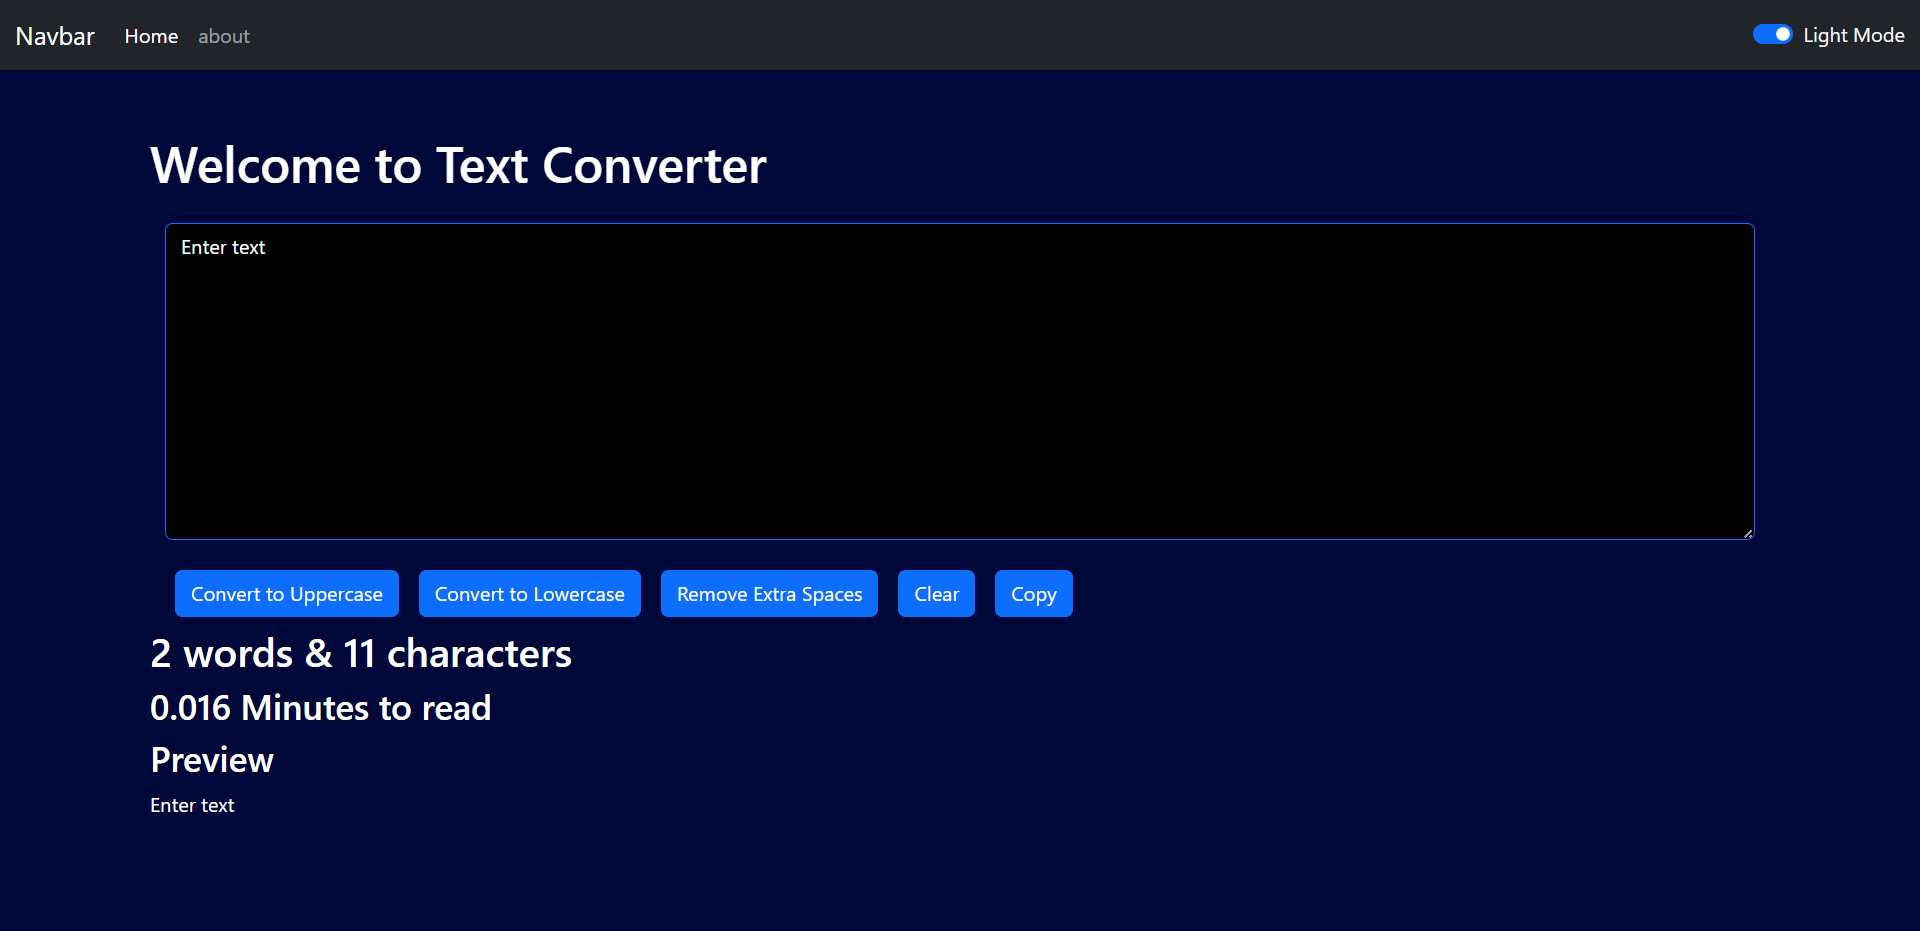 Navbar Home about Light Mode
Welcome to Text Converter
Enter text
Convert to Uppercase Convert to Lowercase Remove Extra Spaces Clear Copy
2 words & 11 characters
0.016 Minutes to read
Preview
Enter text